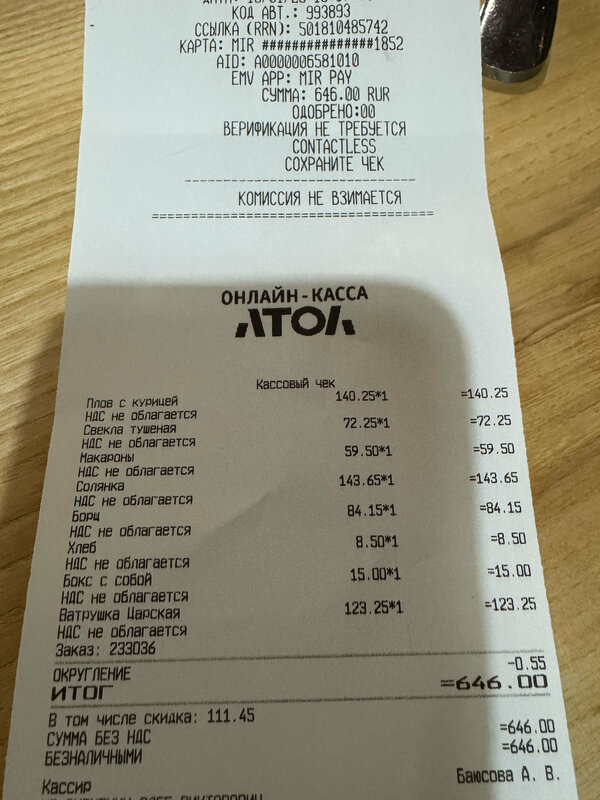 КОД АВТ.: 993893
ССЫЛКА (RRN): 501810485742
КАРТА: MIR ###############1852
AID: A0000006581010
EMV APP: MIR PAY
СУММА: 646.00 RUR
ОДОБРЕНО:00
ВЕРИФИКАЦИЯ НЕ ТРЕБУЕТСЯ
CONTACTLESS
СОХРАНИТЕ ЧЕК
КОМИССИЯ НЕ ВЗИМАЕТСЯ
ОНЛАЙН-КАССА
АТОЛ
Кассовый чек
Плов с курицей 140.25*1 =140.25
НДС не облагается
Свекла тушеная 72.25*1 =72.25
НДС не облагается
Макароны 59.50*1 =59.50
НДС не облагается
Солянка 143.65*1 =143.65
НДС не облагается
Борщ 84.15*1 =84.15
НДС не облагается
Хлеб 8.50*1 =8.50
НДС не облагается
Бокс с собой 15.00*1 =15.00
НДС не облагается
Ватрушка Царская 123.25*1 =123.25
НДС не облагается
Заказ: 233036
ОКРУГЛЕНИЕ -0.55
ИТОГ =646.00
В том числе скидка: 111.45
СУММА БЕЗ НДС =646.00
БЕЗНАЛИЧНЫМИ =646.00
Кассир Баюсова А. В.